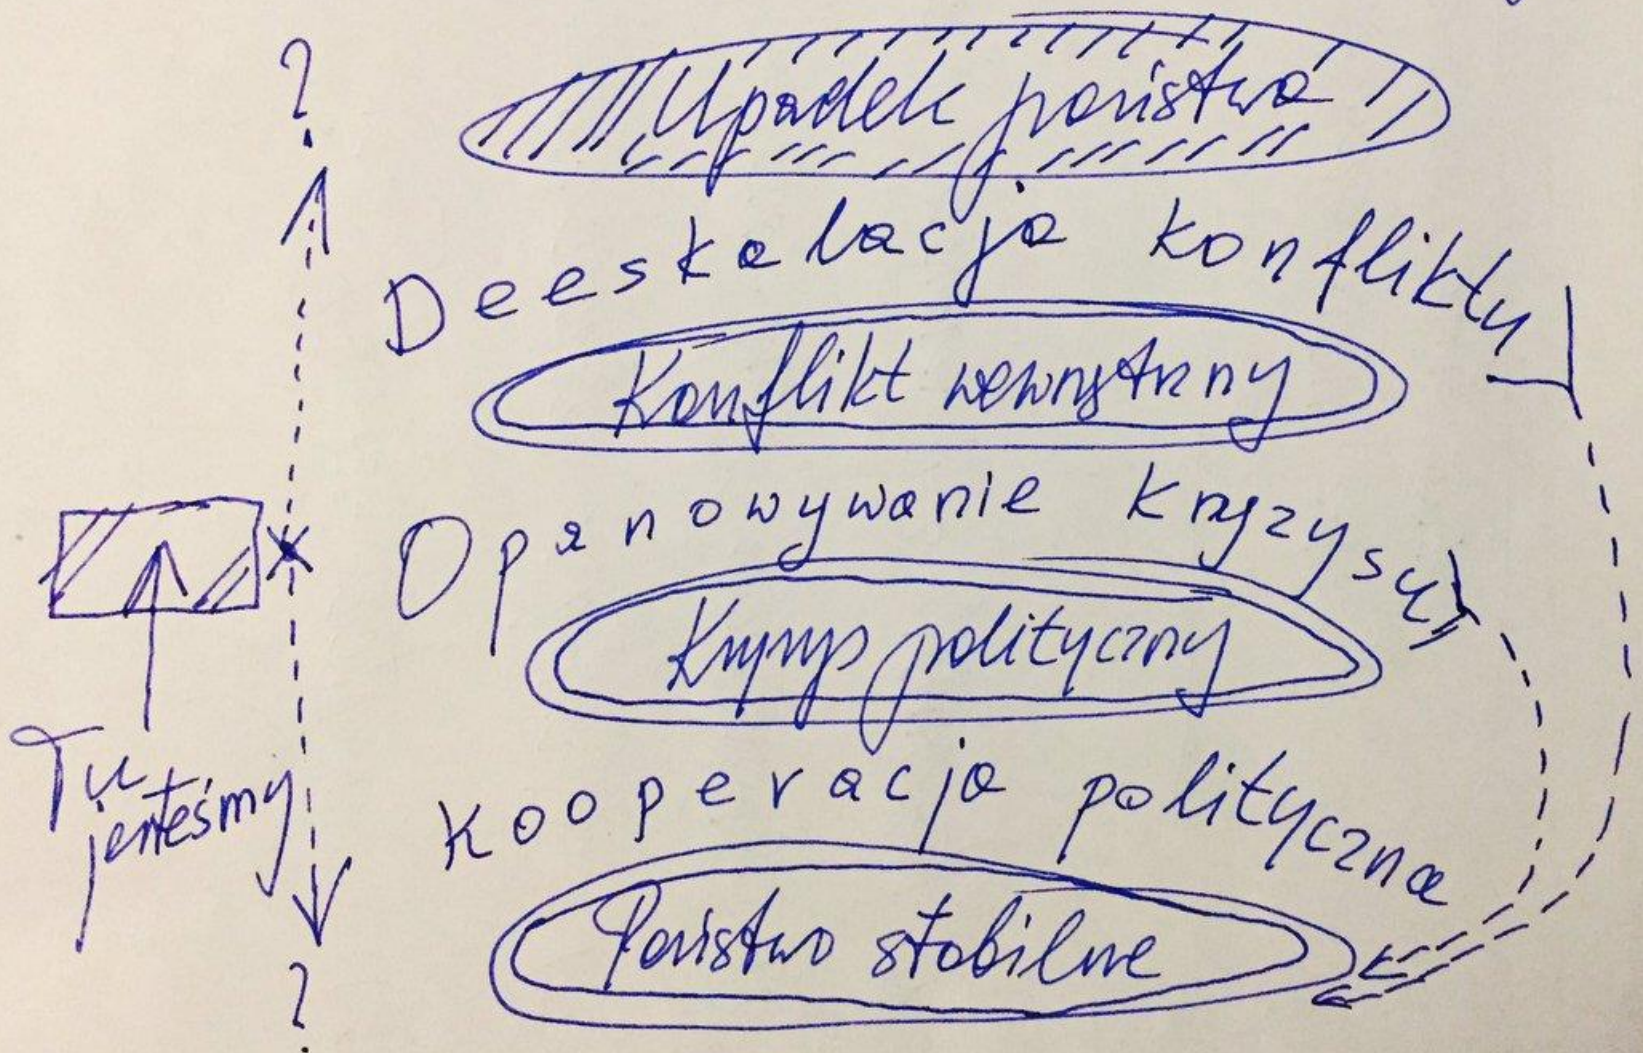 ?
Upadek państwa
Deeskalacja konfliktu
Konflikt wewnętrzny
Opanowywanie kryzysu
Kryzys polityczny
Tu
jesteśmy
Kooperacja polityczna
Państwo stabilne
?